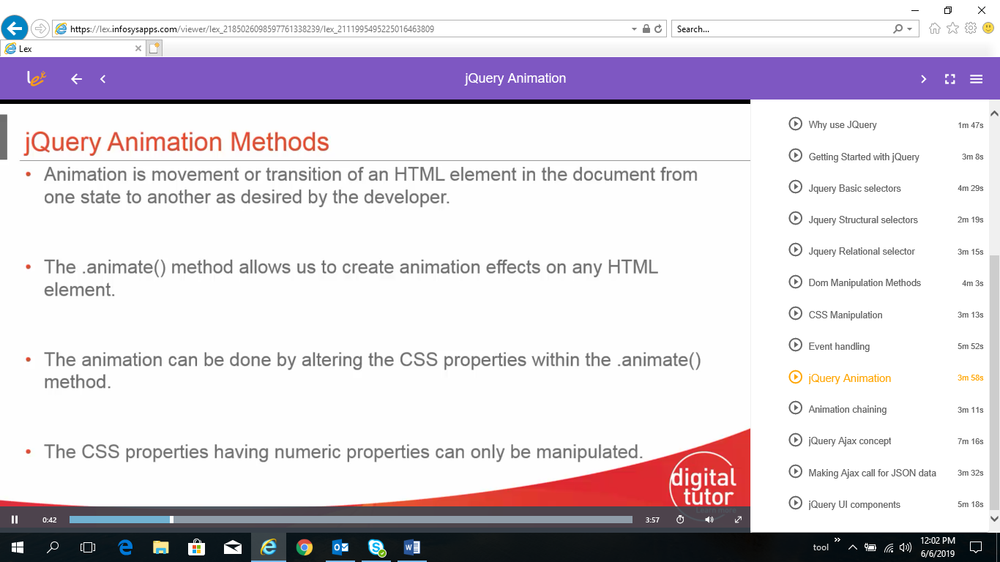 https://lex.infosysapps.com/viewer/lex_2185026098597761338239/lex_2111995495225016463809
Search...
Lex
lex
jQuery Animation
jQuery Animation Methods
• Animation is movement or transition of an HTML element in the document from
one state to another as desired by the developer.
• The .animate() method allows us to create animation effects on any HTML
element.
• The animation can be done by altering the CSS properties within the .animate()
method.
• The CSS properties having numeric properties can only be manipulated.
digital
tutor
Learn more
0:42
3:57
Why use JQuery 1m 47s
Getting Started with jQuery 3m 8s
Jquery Basic selectors 4m 29s
Jquery Structural selectors 2m 19s
Jquery Relational selector 3m 15s
Dom Manipulation Methods 4m 3s
CSS Manipulation 3m 13s
Event handling 5m 52s
jQuery Animation 3m 58s
Animation chaining 3m 11s
jQuery Ajax concept 7m 16s
Making Ajax call for JSON data 3m 32s
jQuery UI components 5m 18s
tool
12:02 PM
6/6/2019